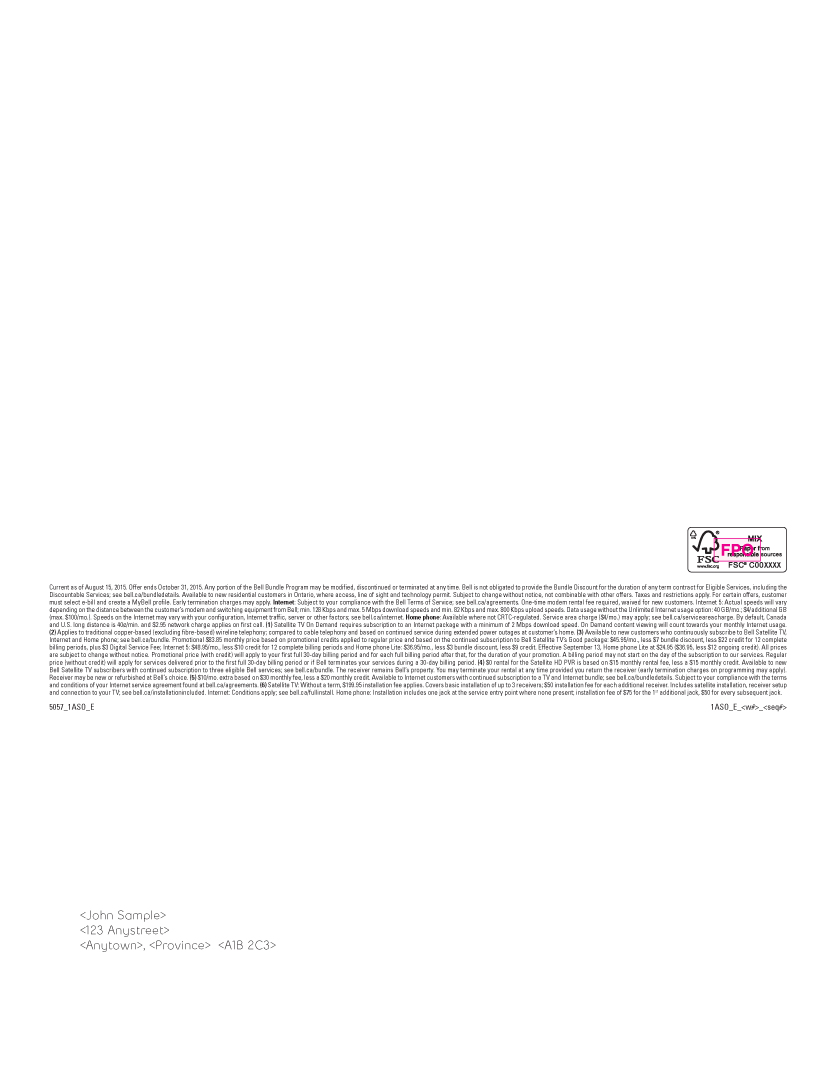 FSC
www.fsc.org
®
FPO
MIX
Paper from
responsible sources
FSC® C00XXXX
Current as of August 15, 2015. Offer ends October 31, 2015. Any portion of the Bell Bundle Program may be modified, discontinued or terminated at any time. Bell is not obligated to provide the Bundle Discount for the duration of any term contract for Eligible Services, including the
Discountable Services; see bell.ca/bundledetails. Available to new residential customers in Ontario, where access, line of sight and technology permit. Subject to change without notice, not combinable with other offers. Taxes and restrictions apply. For certain offers, customer
must select e-bill and create a MyBell profile. Early termination charges may apply. Internet: Subject to your compliance with the Bell Terms of Service; see bell.ca/agreements. One-time modem rental fee required, waived for new customers. Internet 5: Actual speeds will vary
depending on the distance between the customer's modem and switching equipment from Bell; min. 128 Kbps and max. 5 Mbps download speeds and min. 92 Kbps and max. 800 Kbps upload speeds. Data usage without the Unlimited Internet usage option: 40 GB/mo.; $4/additional GB
(max. $100/mo.). Speeds on the Internet may vary with your configuration, Internet traffic, server or other factors; see bell.ca/internet. Home phone: Available where not CRTC-regulated. Service area charge ($4/mo.) may apply; see bell.ca/serviceareascharge. By default, Canada
and U.S. long distance is 40¢/min. and $2.95 network charge applies on first call. (1) Satellite TV On Demand requires subscription to an Internet package with a minimum of 2 Mbps download speed. On Demand content viewing will count towards your monthly Internet usage.
(2) Applies to traditional copper-based (excluding fibre-based) wireline telephony; compared to cable telephony and based on continued service during extended power outages at customer's home. (3) Available to new customers who continuously subscribe to Bell Satellite TV,
Internet and Home phone; see bell.ca/bundle. Promotional $83.85 monthly price based on promotional credits applied to regular price and based on the continued subscription to Bell Satellite TV's Good package: $45.95/mo., less $7 bundle discount, less $22 credit for 12 complete
billing periods, plus $3 Digital Service Fee; Internet 5: $48.95/mo., less $10 credit for 12 complete billing periods and Home phone Lite: $36.95/mo., less $3 bundle discount, less $9 credit. Effective September 13, Home phone Lite at $24.95 ($36.95, less $12 ongoing credit). All prices
are subject to change without notice. Promotional price (with credit) will apply to your first full 30-day billing period and for each full billing period after that, for the duration of your promotion. A billing period may not start on the day of the subscription to our services. Regular
price (without credit) will apply for services delivered prior to the first full 30-day billing period or if Bell terminates your services during a 30-day billing period. (4) $0 rental for the Satellite HD PVR is based on $15 monthly rental fee, less a $15 monthly credit. Available to new
Bell Satellite TV subscribers with continued subscription to three eligible Bell services; see bell.ca/bundle. The receiver remains Bell's property. You may terminate your rental at any time provided you return the receiver (early termination charges on programming may apply).
Receiver may be new or refurbished at Bell's choice. (5) $10/mo. extra based on $30 monthly fee, less a $20 monthly credit. Available to Internet customers with continued subscription to a TV and Internet bundle; see bell.ca/bundledetails. Subject to your compliance with the terms
and conditions of your Internet service agreement found at bell.ca/agreements. (6) Satellite TV: Without a term, $199.95 installation fee applies. Covers basic installation of up to 3 receivers; $50 installation fee for each additional receiver. Includes satellite installation, receiver setup
and connection to your TV; see bell.ca/installationincluded. Internet: Conditions apply; see bell.ca/fullinstall. Home phone: Installation includes one jack at the service entry point where none present; installation fee of $75 for the 1st additional jack, $50 for every subsequent jack.
5057_1ASO_E
1ASO_E_<w#>_<seq#>
<John Sample>
<123 Anystreet>
<Anytown>, <Province> <A1B 2C3>